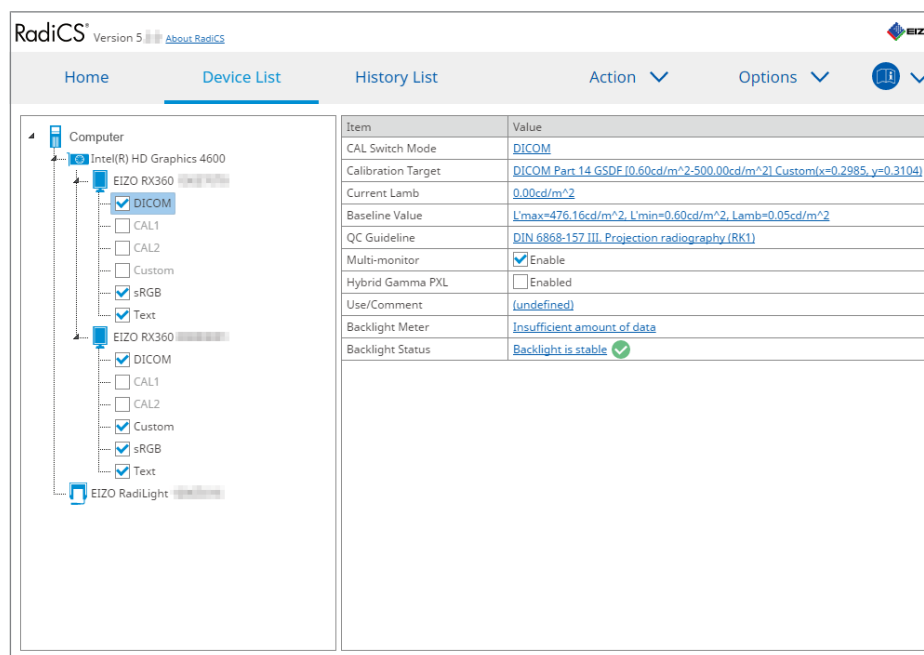 RadiCS® Version 5. About RadiCS
EIZO
Home Device List History List Action Options
Computer
Intel(R) HD Graphics 4600
EIZO RX360
DICOM
CAL1
CAL2
Custom
sRGB
Text
EIZO RX360
DICOM
CAL1
CAL2
Custom
sRGB
Text
EIZO RadiLight
Item Value
CAL Switch Mode DICOM
Calibration Target DICOM Part 14 GSDF [0.60cd/m^2-500.00cd/m^2] Custom(x=0.2985, y=0.3104)
Current Lamb 0.00cd/m^2
Baseline Value L'max=476.16cd/m^2, L'min=0.60cd/m^2, Lamb=0.05cd/m^2
QC Guideline DIN 6868-157 III. Projection radiography (RK1)
Multi-monitor Enable
Hybrid Gamma PXL Enabled
Use/Comment (undefined)
Backlight Meter Insufficient amount of data
Backlight Status Backlight is stable